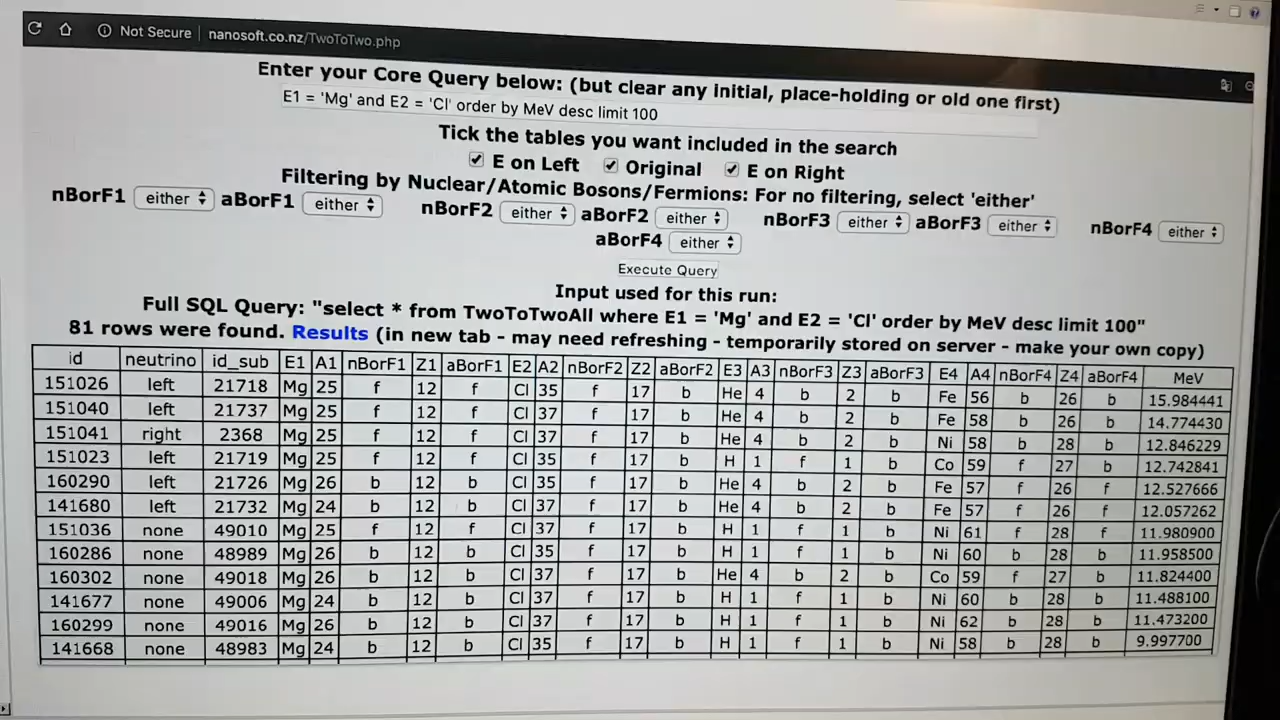 Not Secure | nanosoft.co.nz/TwoToTwo.php
Enter your Core Query below: (but clear any initial, place-holding or old one first)
E1 = 'Mg' and E2 = 'Cl' order by MeV desc limit 100
Tick the tables you want included in the search
E on Left Original E on Right
Filtering by Nuclear/Atomic Bosons/Fermions: For no filtering, select 'either'
nBorF1 either aBorF1 either nBorF2 either aBorF2 either nBorF3 either aBorF3 either nBorF4 either
aBorF4 either
Execute Query
Input used for this run:
Full SQL Query: "select * from TwoToTwoAll where E1 = 'Mg' and E2 = 'Cl' order by MeV desc limit 100"
81 rows were found. Results (in new tab - may need refreshing - temporarily stored on server - make your own copy)
id neutrino id_sub E1 A1 nBorF1 Z1 aBorF1 E2 A2 nBorF2 Z2 aBorF2 E3 A3 nBorF3 Z3 aBorF3 E4 A4 nBorF4 Z4 aBorF4 MeV
151026 left 21718 Mg 25 f 12 f Cl 35 f 17 b He 4 b 2 b Fe 56 b 26 b 15.984441
151040 left 21737 Mg 25 f 12 f Cl 37 f 17 b He 4 b 2 b Fe 58 b 26 b 14.774430
151041 right 2368 Mg 25 f 12 f Cl 37 f 17 b He 4 b 2 b Ni 58 b 28 b 12.846229
151023 left 21719 Mg 25 f 12 f Cl 35 f 17 b H 1 f 1 b Co 59 f 27 b 12.742841
160290 left 21726 Mg 26 b 12 b Cl 35 f 17 b He 4 b 2 b Fe 57 f 26 f 12.527666
141680 left 21732 Mg 24 b 12 b Cl 37 f 17 b He 4 b 2 b Fe 57 f 26 f 12.057262
151036 none 49010 Mg 25 f 12 f Cl 37 f 17 b H 1 f 1 b Ni 61 f 28 f 11.980900
160286 none 48989 Mg 26 b 12 b Cl 35 f 17 b H 1 f 1 b Ni 60 b 28 b 11.958500
160302 none 49018 Mg 26 b 12 b Cl 37 f 17 b He 4 b 2 b Co 59 f 27 b 11.824400
141677 none 49006 Mg 24 b 12 b Cl 37 f 17 b H 1 f 1 b Ni 60 b 28 b 11.488100
160299 none 49016 Mg 26 b 12 b Cl 37 f 17 b H 1 f 1 b Ni 62 b 28 b 11.473200
141668 none 48983 Mg 24 b 12 b Cl 35 f 17 b H 1 f 1 b Ni 58 b 28 b 9.997700